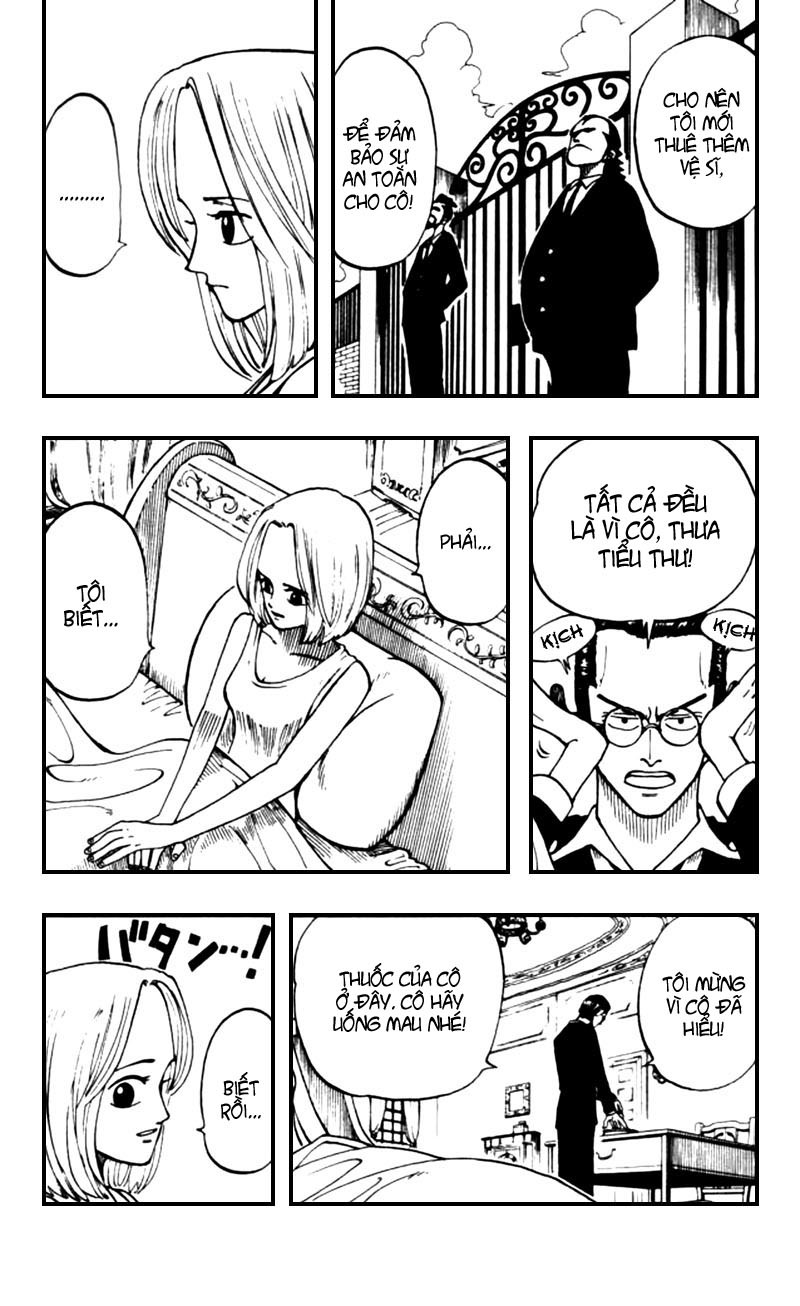 CHO NÊN
TÔI MỚI
THUÊ THÊM
VỆ SĨ,
ĐỂ ĐẢM
BẢO SỰ
AN TOÀN
CHO CÔ!
..........
TẤT CẢ ĐỀU
LÀ VÌ CÔ, THƯA
TIỂU THƯ!
KỊCH
KỊCH
PHẢI...
TÔI
BIẾT...
TÔI MỪNG
VÌ CÔ ĐÃ
HIỂU!
THUỐC CỦA CÔ
Ở ĐÂY. CÔ HÃY
UỐNG MAU NHÉ!
バタン…!
BIẾT
RỒI...